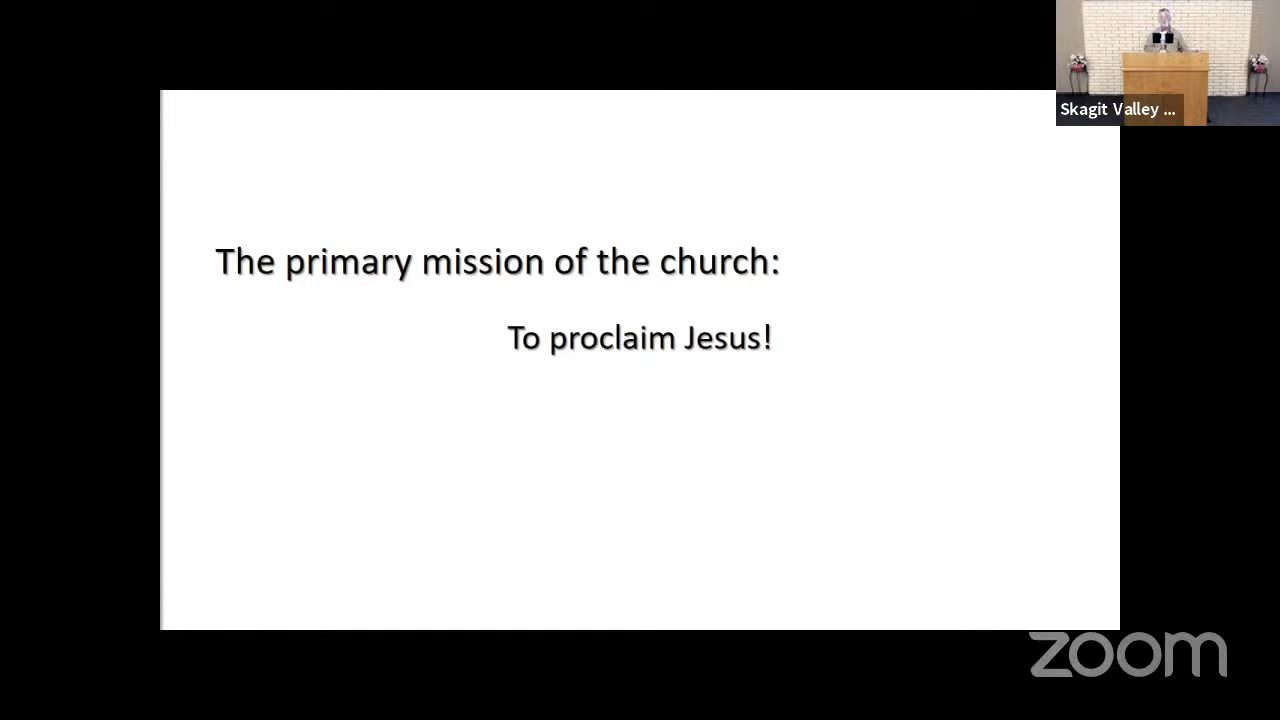 Skagit Valley ...
The primary mission of the church:
To proclaim Jesus!
zoom